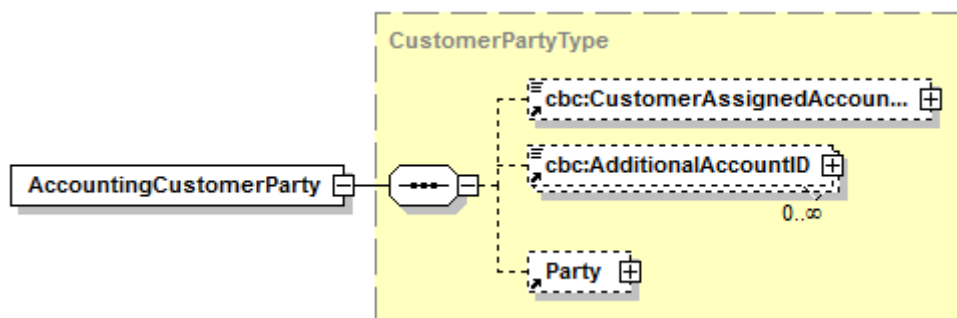 CustomerPartyType
cbc:CustomerAssignedAccoun...
AccountingCustomerParty
cbc:AdditionalAccountID
0..∞
Party